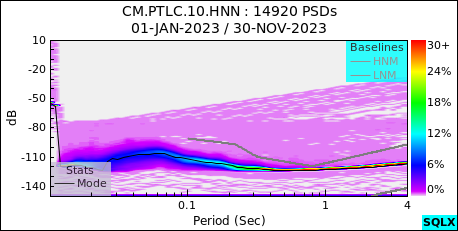 CM.PTLC.10.HNN : 14920 PSDs
01-JAN-2023 / 30-NOV-2023
10
-20
-50
-80
-110
-140
dB
Baselines
HNM
LNM
Stats
Mode
30+
24%
18%
12%
6%
0%
0.1
1
4
Period (Sec)
SQLX